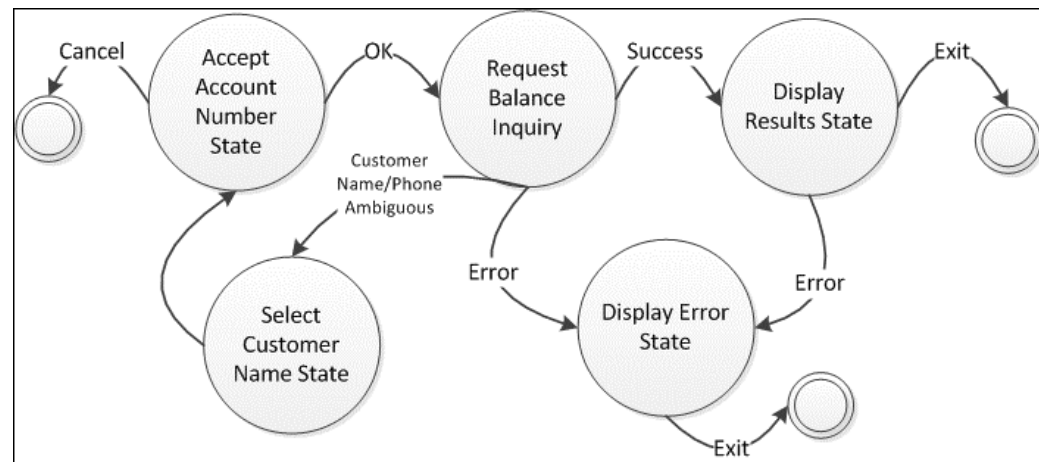 Cancel
Accept
Account
Number
State
OK
Request
Balance
Inquiry
Success
Display
Results State
Exit
Customer
Name/Phone
Ambiguous
Error
Error
Select
Customer
Name State
Display Error
State
Exit